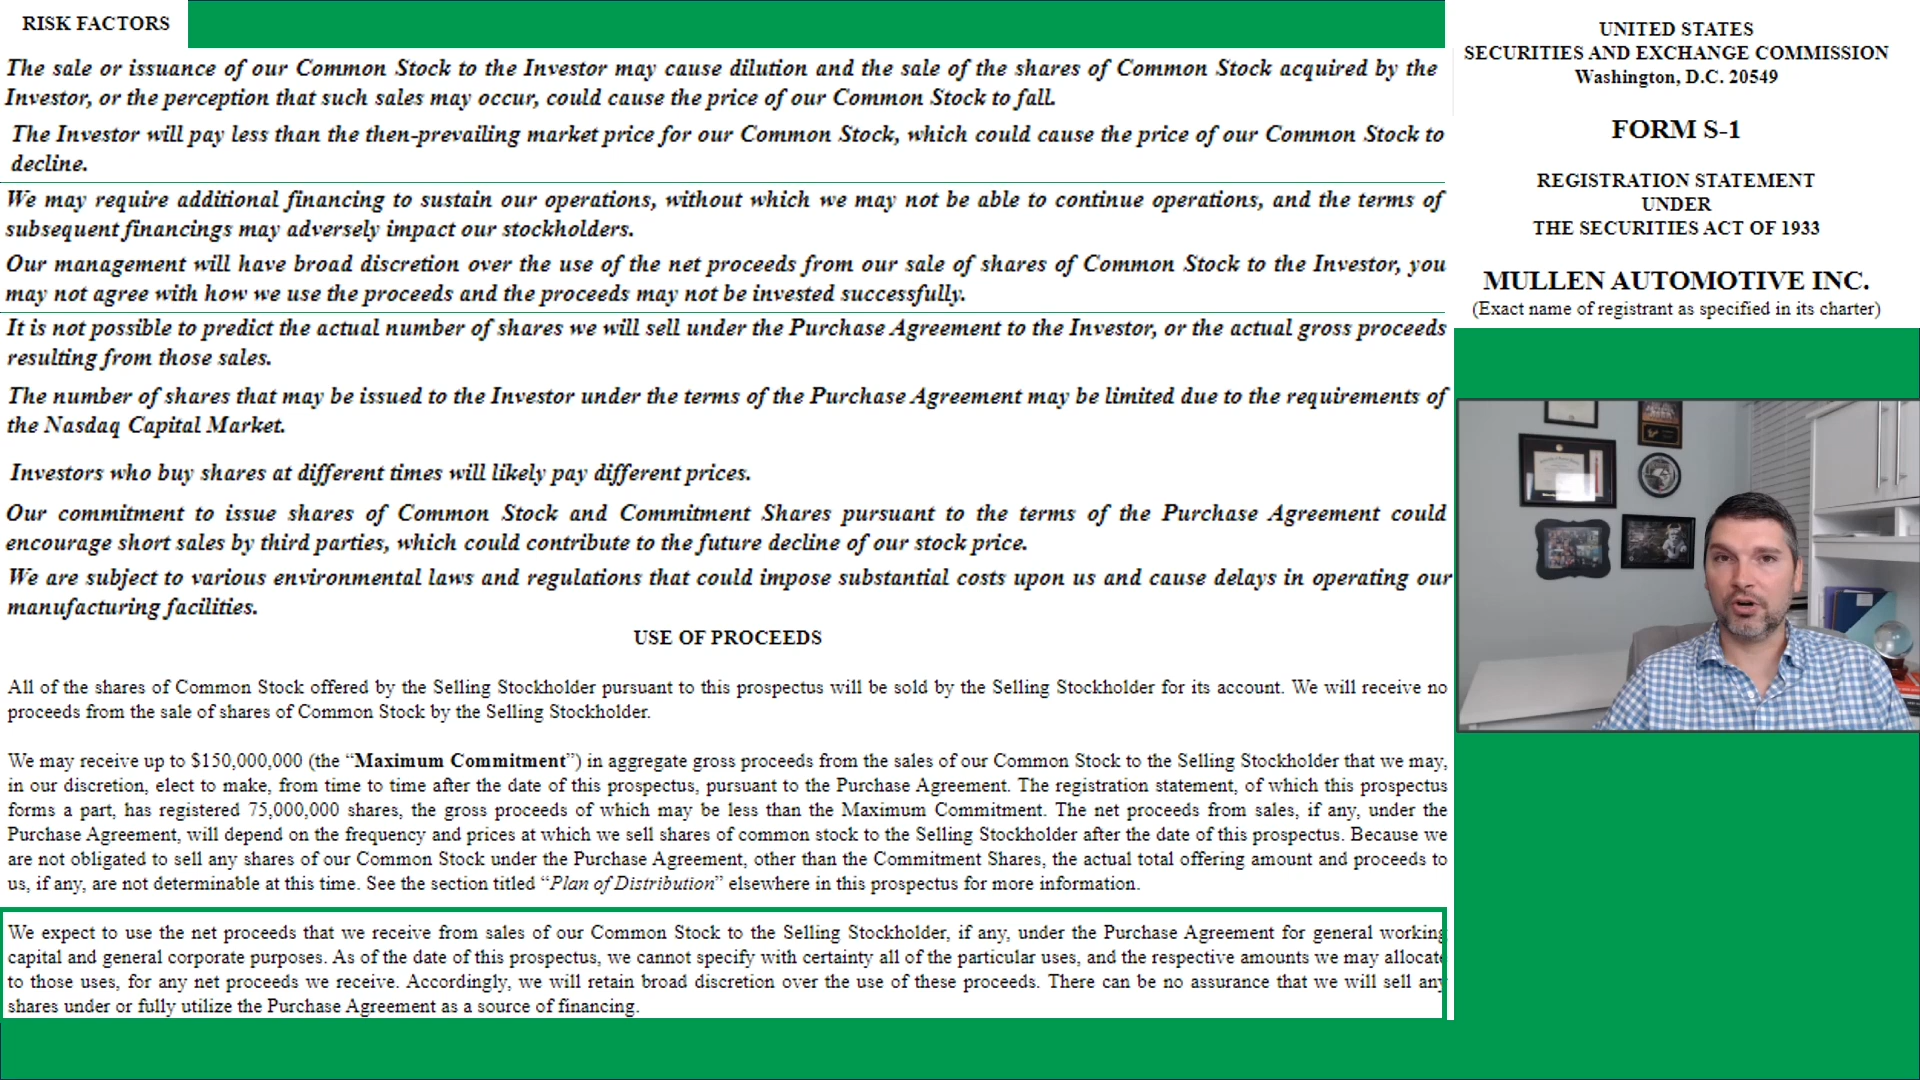 RISK FACTORS
The sale or issuance of our Common Stock to the Investor may cause dilution and the sale of the shares of Common Stock acquired by the
Investor, or the perception that such sales may occur, could cause the price of our Common Stock to fall.
The Investor will pay less than the then-prevailing market price for our Common Stock, which could cause the price of our Common Stock to
decline.
We may require additional financing to sustain our operations, without which we may not be able to continue operations, and the terms of
subsequent financings may adversely impact our stockholders.
Our management will have broad discretion over the use of the net proceeds from our sale of shares of Common Stock to the Investor, you
may not agree with how we use the proceeds and the proceeds may not be invested successfully.
It is not possible to predict the actual number of shares we will sell under the Purchase Agreement to the Investor, or the actual gross proceeds
resulting from those sales.
The number of shares that may be issued to the Investor under the terms of the Purchase Agreement may be limited due to the requirements of
the Nasdaq Capital Market.
Investors who buy shares at different times will likely pay different prices.
Our commitment to issue shares of Common Stock and Commitment Shares pursuant to the terms of the Purchase Agreement could
encourage short sales by third parties, which could contribute to the future decline of our stock price.
We are subject to various environmental laws and regulations that could impose substantial costs upon us and cause delays in operating our
manufacturing facilities.
USE OF PROCEEDS
All of the shares of Common Stock offered by the Selling Stockholder pursuant to this prospectus will be sold by the Selling Stockholder for its account. We will receive no
proceeds from the sale of shares of Common Stock by the Selling Stockholder.
We may receive up to $150,000,000 (the “Maximum Commitment”) in aggregate gross proceeds from the sales of our Common Stock to the Selling Stockholder that we may,
in our discretion, elect to make, from time to time after the date of this prospectus, pursuant to the Purchase Agreement. The registration statement, of which this prospectus
forms a part, has registered 75,000,000 shares, the gross proceeds of which may be less than the Maximum Commitment. The net proceeds from sales, if any, under the
Purchase Agreement, will depend on the frequency and prices at which we sell shares of common stock to the Selling Stockholder after the date of this prospectus. Because we
are not obligated to sell any shares of our Common Stock under the Purchase Agreement, other than the Commitment Shares, the actual total offering amount and proceeds to
us, if any, are not determinable at this time. See the section titled “Plan of Distribution” elsewhere in this prospectus for more information.
We expect to use the net proceeds that we receive from sales of our Common Stock to the Selling Stockholder, if any, under the Purchase Agreement for general working
capital and general corporate purposes. As of the date of this prospectus, we cannot specify with certainty all of the particular uses, and the respective amounts we may allocate
to those uses, for any net proceeds we receive. Accordingly, we will retain broad discretion over the use of these proceeds. There can be no assurance that we will sell any
shares under or fully utilize the Purchase Agreement as a source of financing.
UNITED STATES
SECURITIES AND EXCHANGE COMMISSION
Washington, D.C. 20549
FORM S-1
REGISTRATION STATEMENT
UNDER
THE SECURITIES ACT OF 1933
MULLEN AUTOMOTIVE INC.
(Exact name of registrant as specified in its charter)